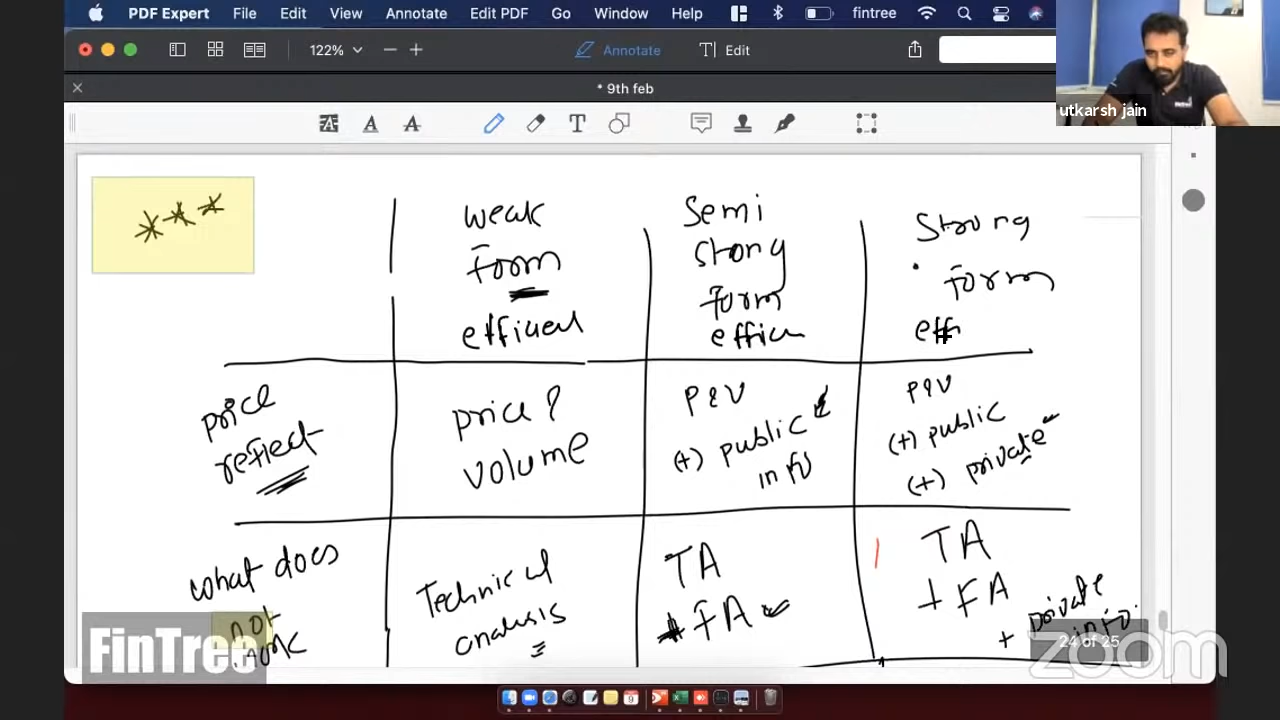 PDF Expert File Edit View Annotate Edit PDF Go Window Help fintree
122% Annotate T Edit
* 9th feb
utkarsh jain
***
weak
form
efficient
Semi
strong
form
effici
Strong
form
eff
price
reflect
price &
volume
P&V
(+) public
info
P&V
(+) public
(+) private
what does
not
work
Technical
analysis
TA
+ FA
TA
+ FA
+ private
info
FinTree
24 of 25
zoom